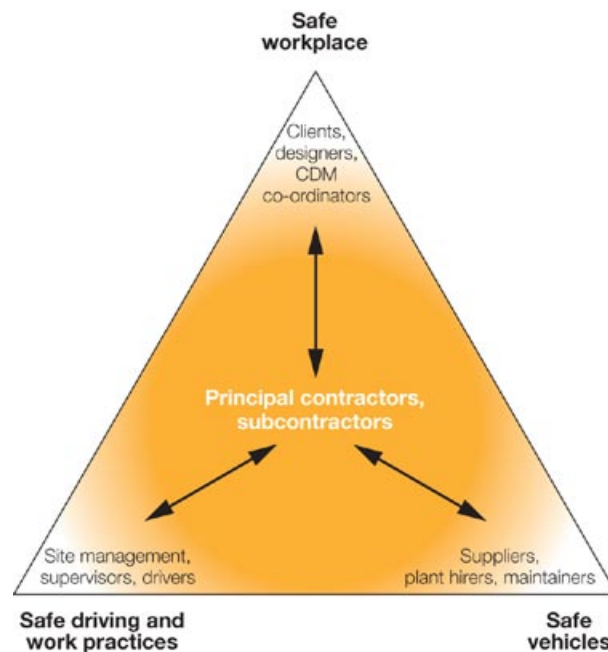 Safe
workplace
Clients,
designers,
CDM
co-ordinators
Principal contractors,
subcontractors
Site management,
supervisors, drivers
Suppliers,
plant hirers, maintainers
Safe driving and
work practices
Safe
vehicles